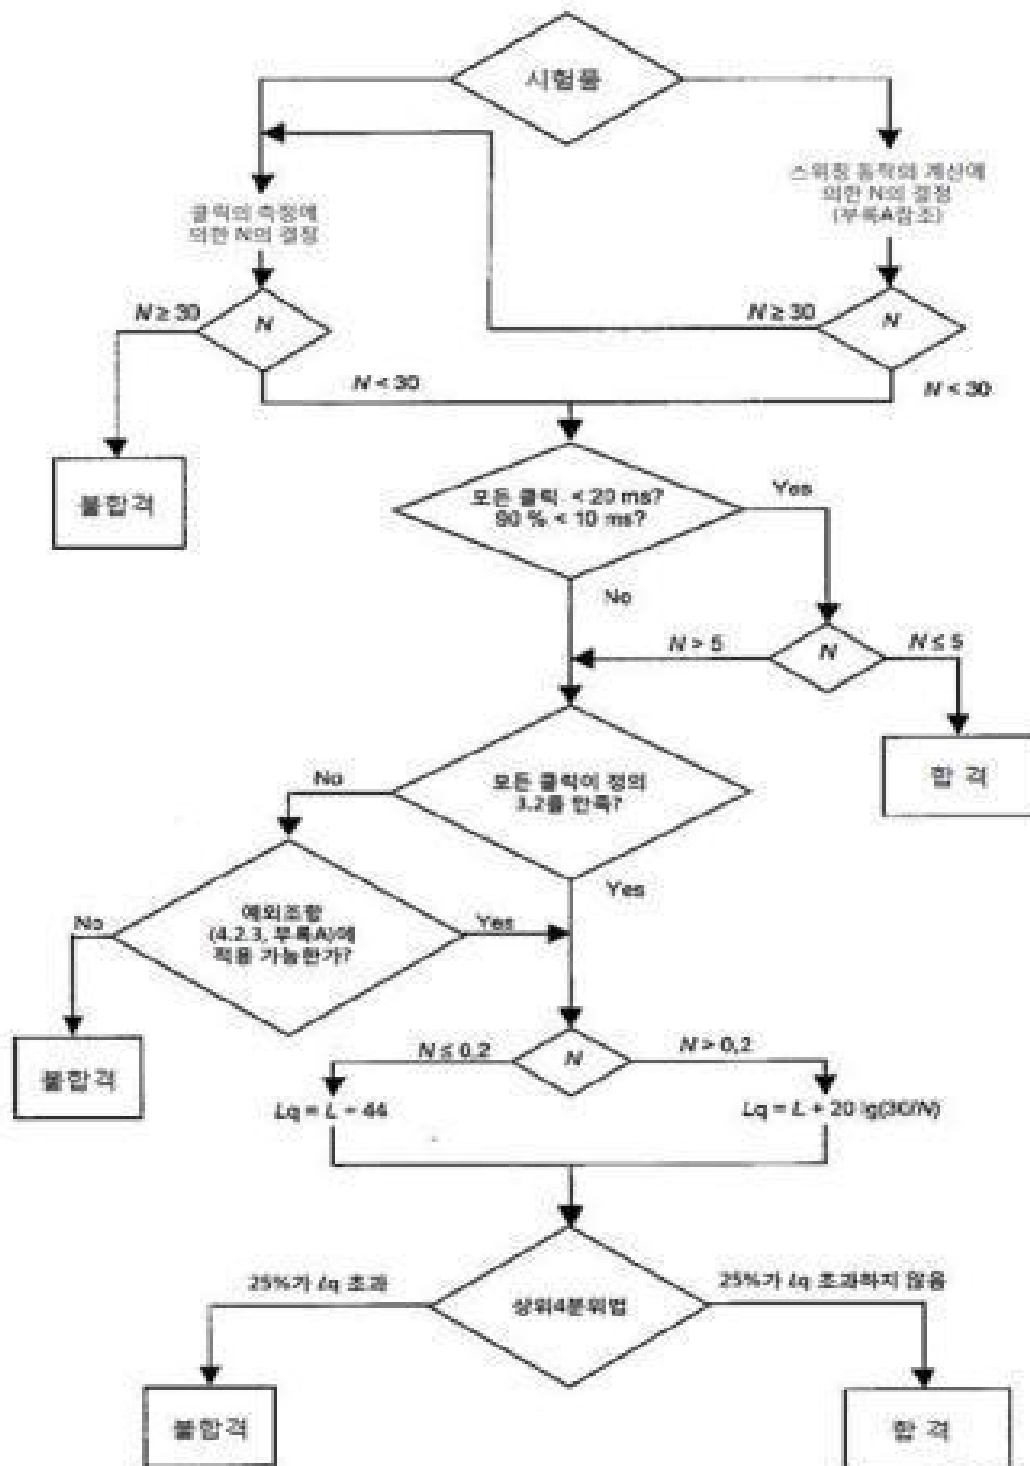 시험물
스위칭 동작의 계산에
의한 N의 결정
(부록A참조)
클릭의 측정에
의한 N의 결정
N ≥ 30
N
N ≥ 30
N
N < 30
N < 30
불합격
모든 클릭 < 20 ms?
90 % < 10 ms?
Yes
No
N > 5
N
N ≤ 5
합 격
No
모든 클릭이 정의
3.2를 만족?
Yes
No
예외조항
(4.2.3, 부록A)에
적용 가능한가?
Yes
불합격
N ≤ 0.2
N
N > 0.2
Lq = L + 44
Lq = L + 20 lg(30/N)
25%가 Lq 초과
상위4분위법
25%가 Lq 초과하지 않음
불합격
합 격